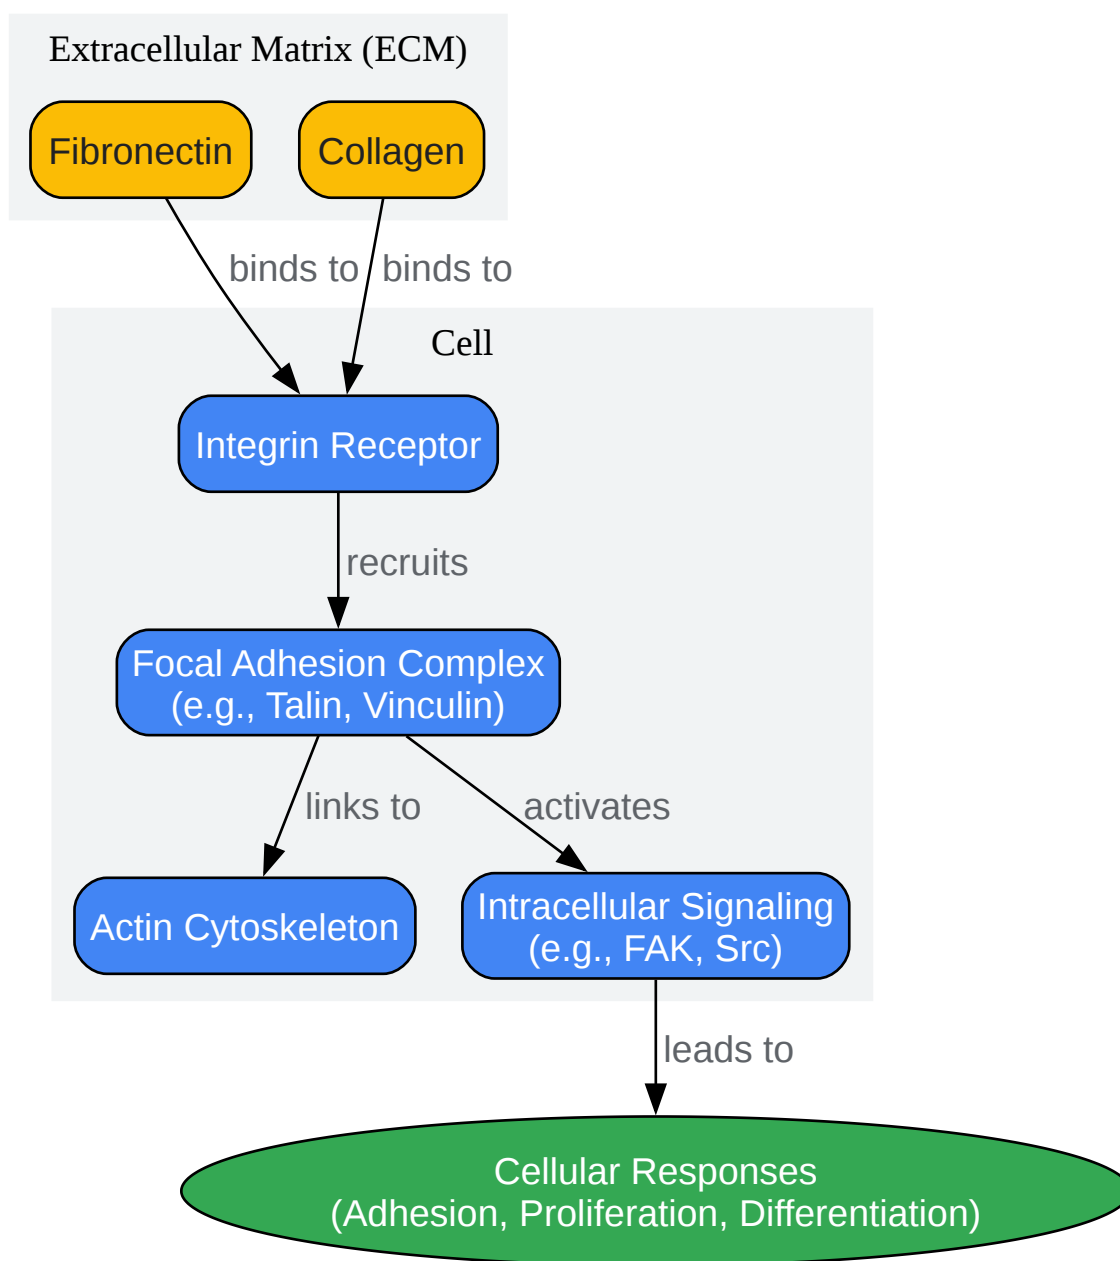 Extracellular Matrix (ECM)
Fibronectin
Collagen
binds to
binds to
Cell
Integrin Receptor
recruits
Focal Adhesion Complex
(e.g., Talin, Vinculin)
links to
activates
Actin Cytoskeleton
Intracellular Signaling
(e.g., FAK, Src)
leads to
Cellular Responses
(Adhesion, Proliferation, Differentiation)